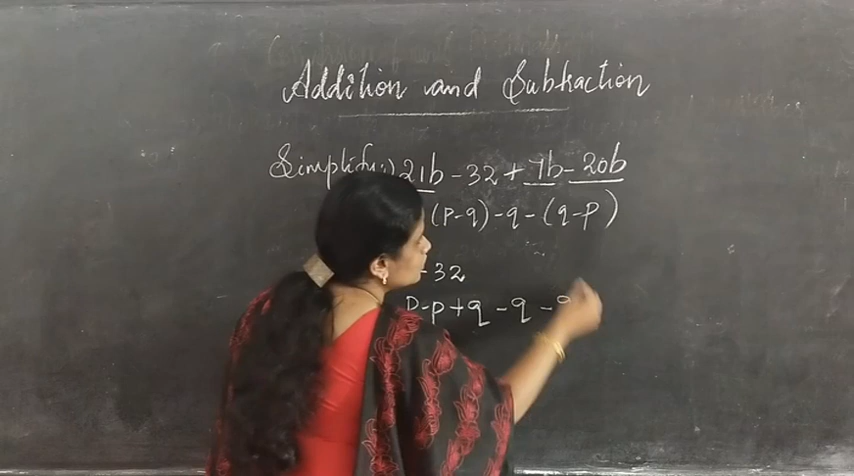 Addition and Subtraction
Simplify: 21b - 32 + 7b - 20b
(p-q) - q - (q-p)
- 32
p - p + q - q - q